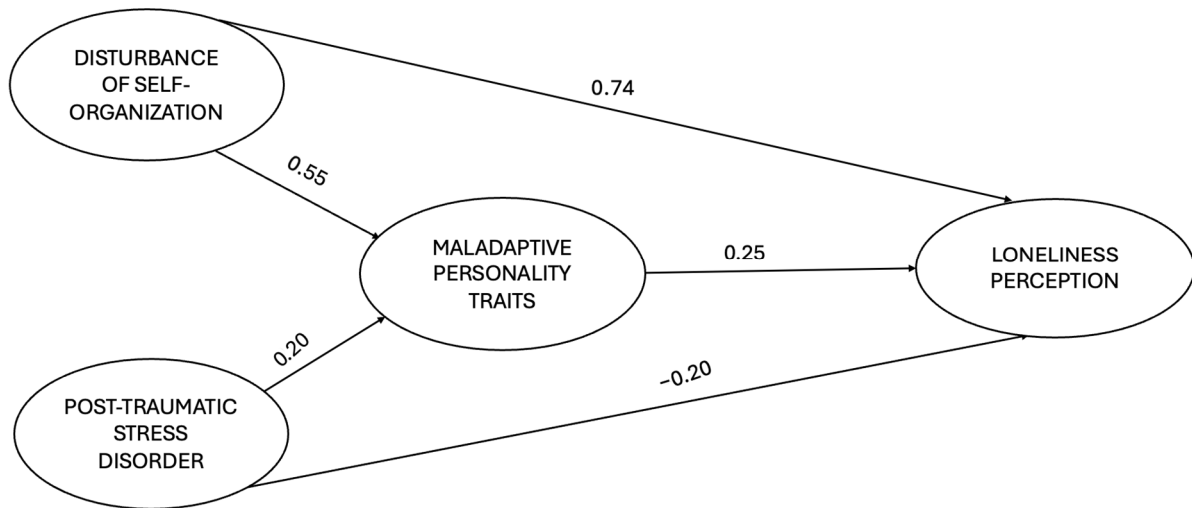 DISTURBANCE
OF SELF-
ORGANIZATION
0.74
0.55
MALADAPTIVE
PERSONALITY
TRAITS
0.25
LONELINESS
PERCEPTION
0.20
−0.20
POST-TRAUMATIC
STRESS
DISORDER